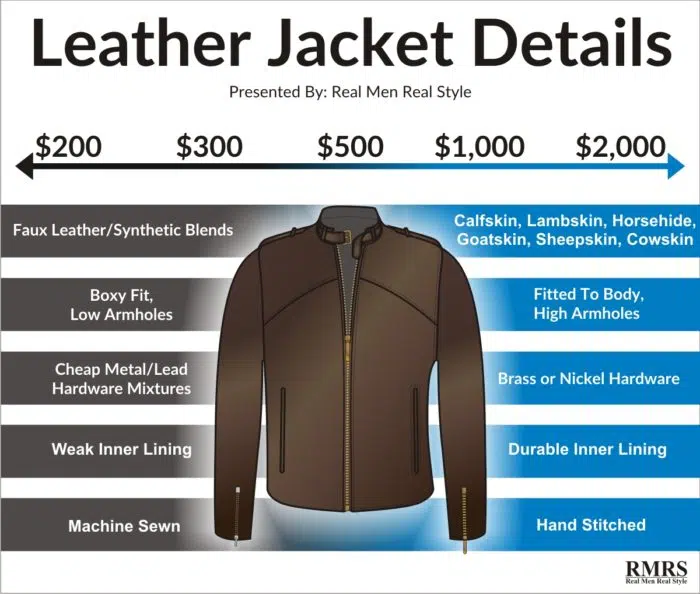 Leather Jacket Details
Presented By: Real Men Real Style
$200 $300 $500 $1,000 $2,000
Faux Leather/Synthetic Blends
Calfskin, Lambskin, Horsehide,
Goatskin, Sheepskin, Cowskin
Boxy Fit,
Low Armholes
Fitted To Body,
High Armholes
Cheap Metal/Lead
Hardware Mixtures
Brass or Nickel Hardware
Weak Inner Lining
Durable Inner Lining
Machine Sewn
Hand Stitched
RMRS
Real Men Real Style